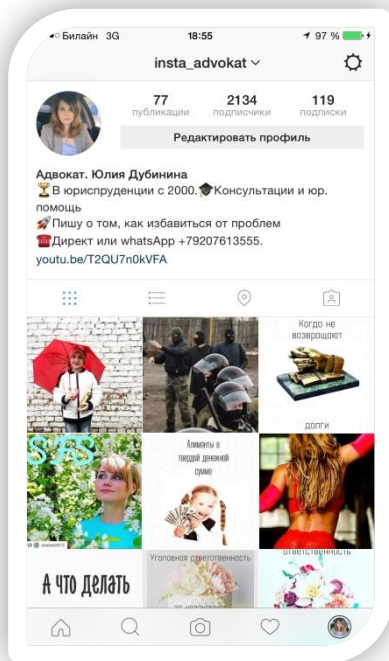 Билайн 3G 18:55 97 %
insta_advokat
77 2134 119
публикации подписчики подписки
Редактировать профиль
Адвокат. Юлия Дубинина
В юриспруденции с 2000. Консультации и юр.
помощь
Пишу о том, как избавиться от проблем
Директ или whatsApp +79207613555.
youtu.be/T2QU7n0kVFA
Когда не
возвращают
долги
SFS
Алименты в
твердой денежной
сумме
А что делать
Уголовная ответственность
ответственность